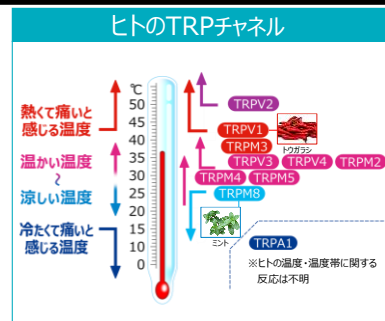 ヒトのTRPチャネル
熱くて痛いと
感じる温度
温かい温度
~
涼しい温度
冷たくて痛いと
感じる温度
℃
50
45
40
35
30
25
20
15
10
0
TRPV2
TRPV1
トウガラシ
TRPM3
TRPV3 TRPV4 TRPM2
TRPM4 TRPM5
TRPM8
ミント
TRPA1
※ヒトの温度・温度帯に関する
反応は不明